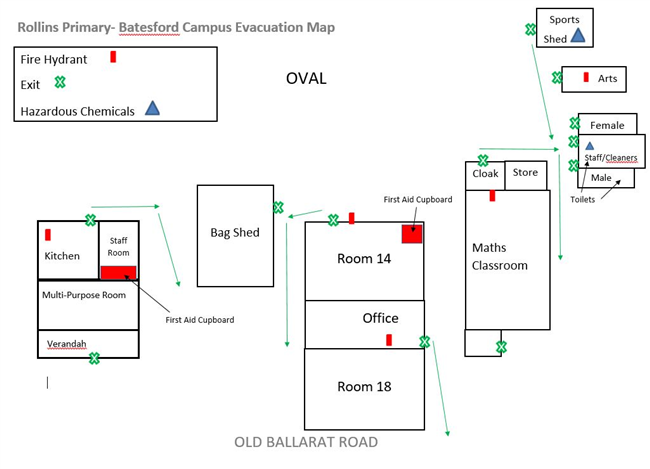 Rollins Primary- Batesford Campus Evacuation Map
Fire Hydrant
Exit
Hazardous Chemicals
OVAL
Sports
Shed
Arts
Female
Staff/Cleaners
Male
Toilets
Cloak
Store
Maths
Classroom
First Aid Cupboard
Room 14
Office
Room 18
Bag Shed
Kitchen
Staff
Room
Multi-Purpose Room
First Aid Cupboard
Verandah
OLD BALLARAT ROAD